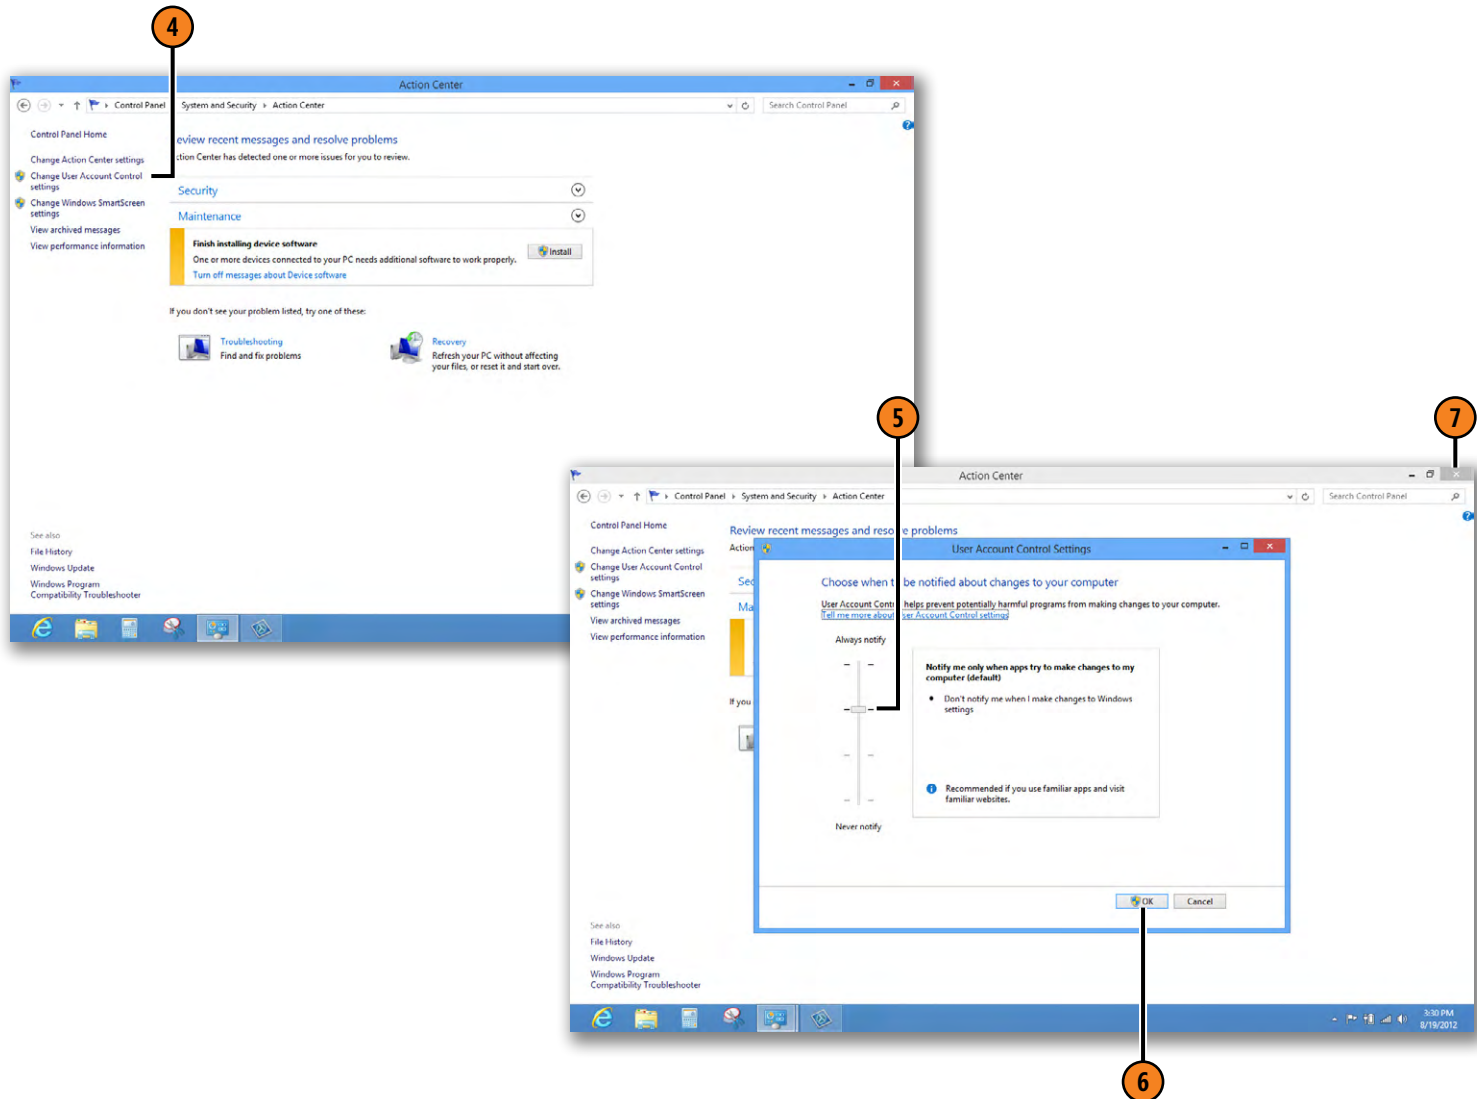 4
Action Center
Control Panel System and Security Action Center
Search Control Panel
Control Panel Home
Change Action Center settings
Change User Account Control
settings
Change Windows SmartScreen
settings
View archived messages
View performance information
eview recent messages and resolve problems
ction Center has detected one or more issues for you to review.
Security
Maintenance
Finish installing device software
One or more devices connected to your PC needs additional software to work properly.
Turn off messages about Device software
Install
If you don't see your problem listed, try one of these:
Troubleshooting
Find and fix problems
Recovery
Refresh your PC without affecting
your files, or reset it and start over.
See also
File History
Windows Update
Windows Program
Compatibility Troubleshooter
5
7
Action Center
Control Panel System and Security Action Center
Search Control Panel
Control Panel Home
Change Action Center settings
Change User Account Control
settings
Change Windows SmartScreen
settings
View archived messages
View performance information
Review recent messages and resolve problems
Action
Sec
Ma
If you
User Account Control Settings
Choose when to be notified about changes to your computer
User Account Control helps prevent potentially harmful programs from making changes to your computer.
Tell me more about User Account Control settings
Always notify
Notify me only when apps try to make changes to my
computer (default)
• Don't notify me when I make changes to Windows
settings
Recommended if you use familiar apps and visit
familiar websites.
Never notify
OK
Cancel
See also
File History
Windows Update
Windows Program
Compatibility Troubleshooter
3:30 PM
8/19/2012
6